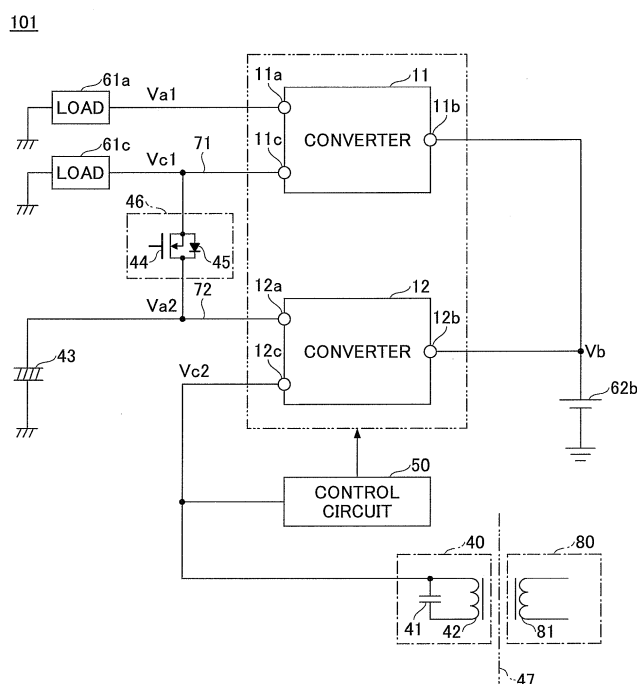 101
61a
LOAD
Va1
11a
11
11b
CONVERTER
61c
LOAD
Vc1
71
11c
46
44
45
Va2
72
12a
12
12b
CONVERTER
43
Vc2
12c
Vb
62b
50
CONTROL
CIRCUIT
40
80
41
42
81
47